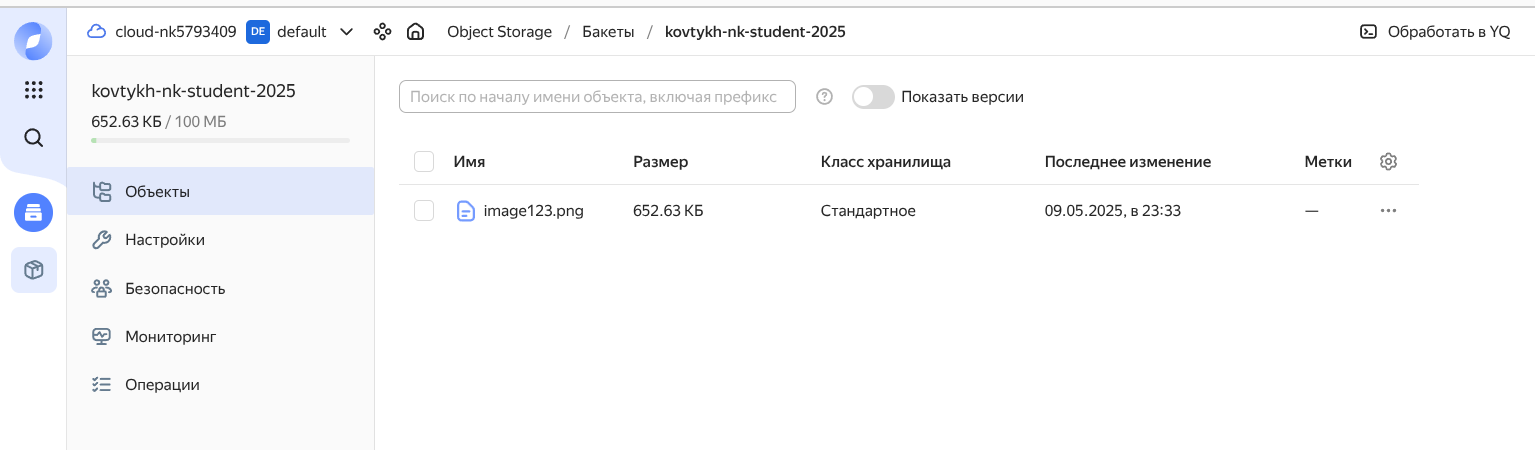 cloud-nk5793409 DE default Object Storage / Бакеты / kovtykh-nk-student-2025 Обработать в YQ
kovtykh-nk-student-2025
652.63 КБ / 100 МБ
Объекты
Настройки
Безопасность
Мониторинг
Операции
Поиск по началу имени объекта, включая префикс ? Показать версии
Имя Размер Класс хранилища Последнее изменение Метки
image123.png 652.63 КБ Стандартное 09.05.2025, в 23:33 —